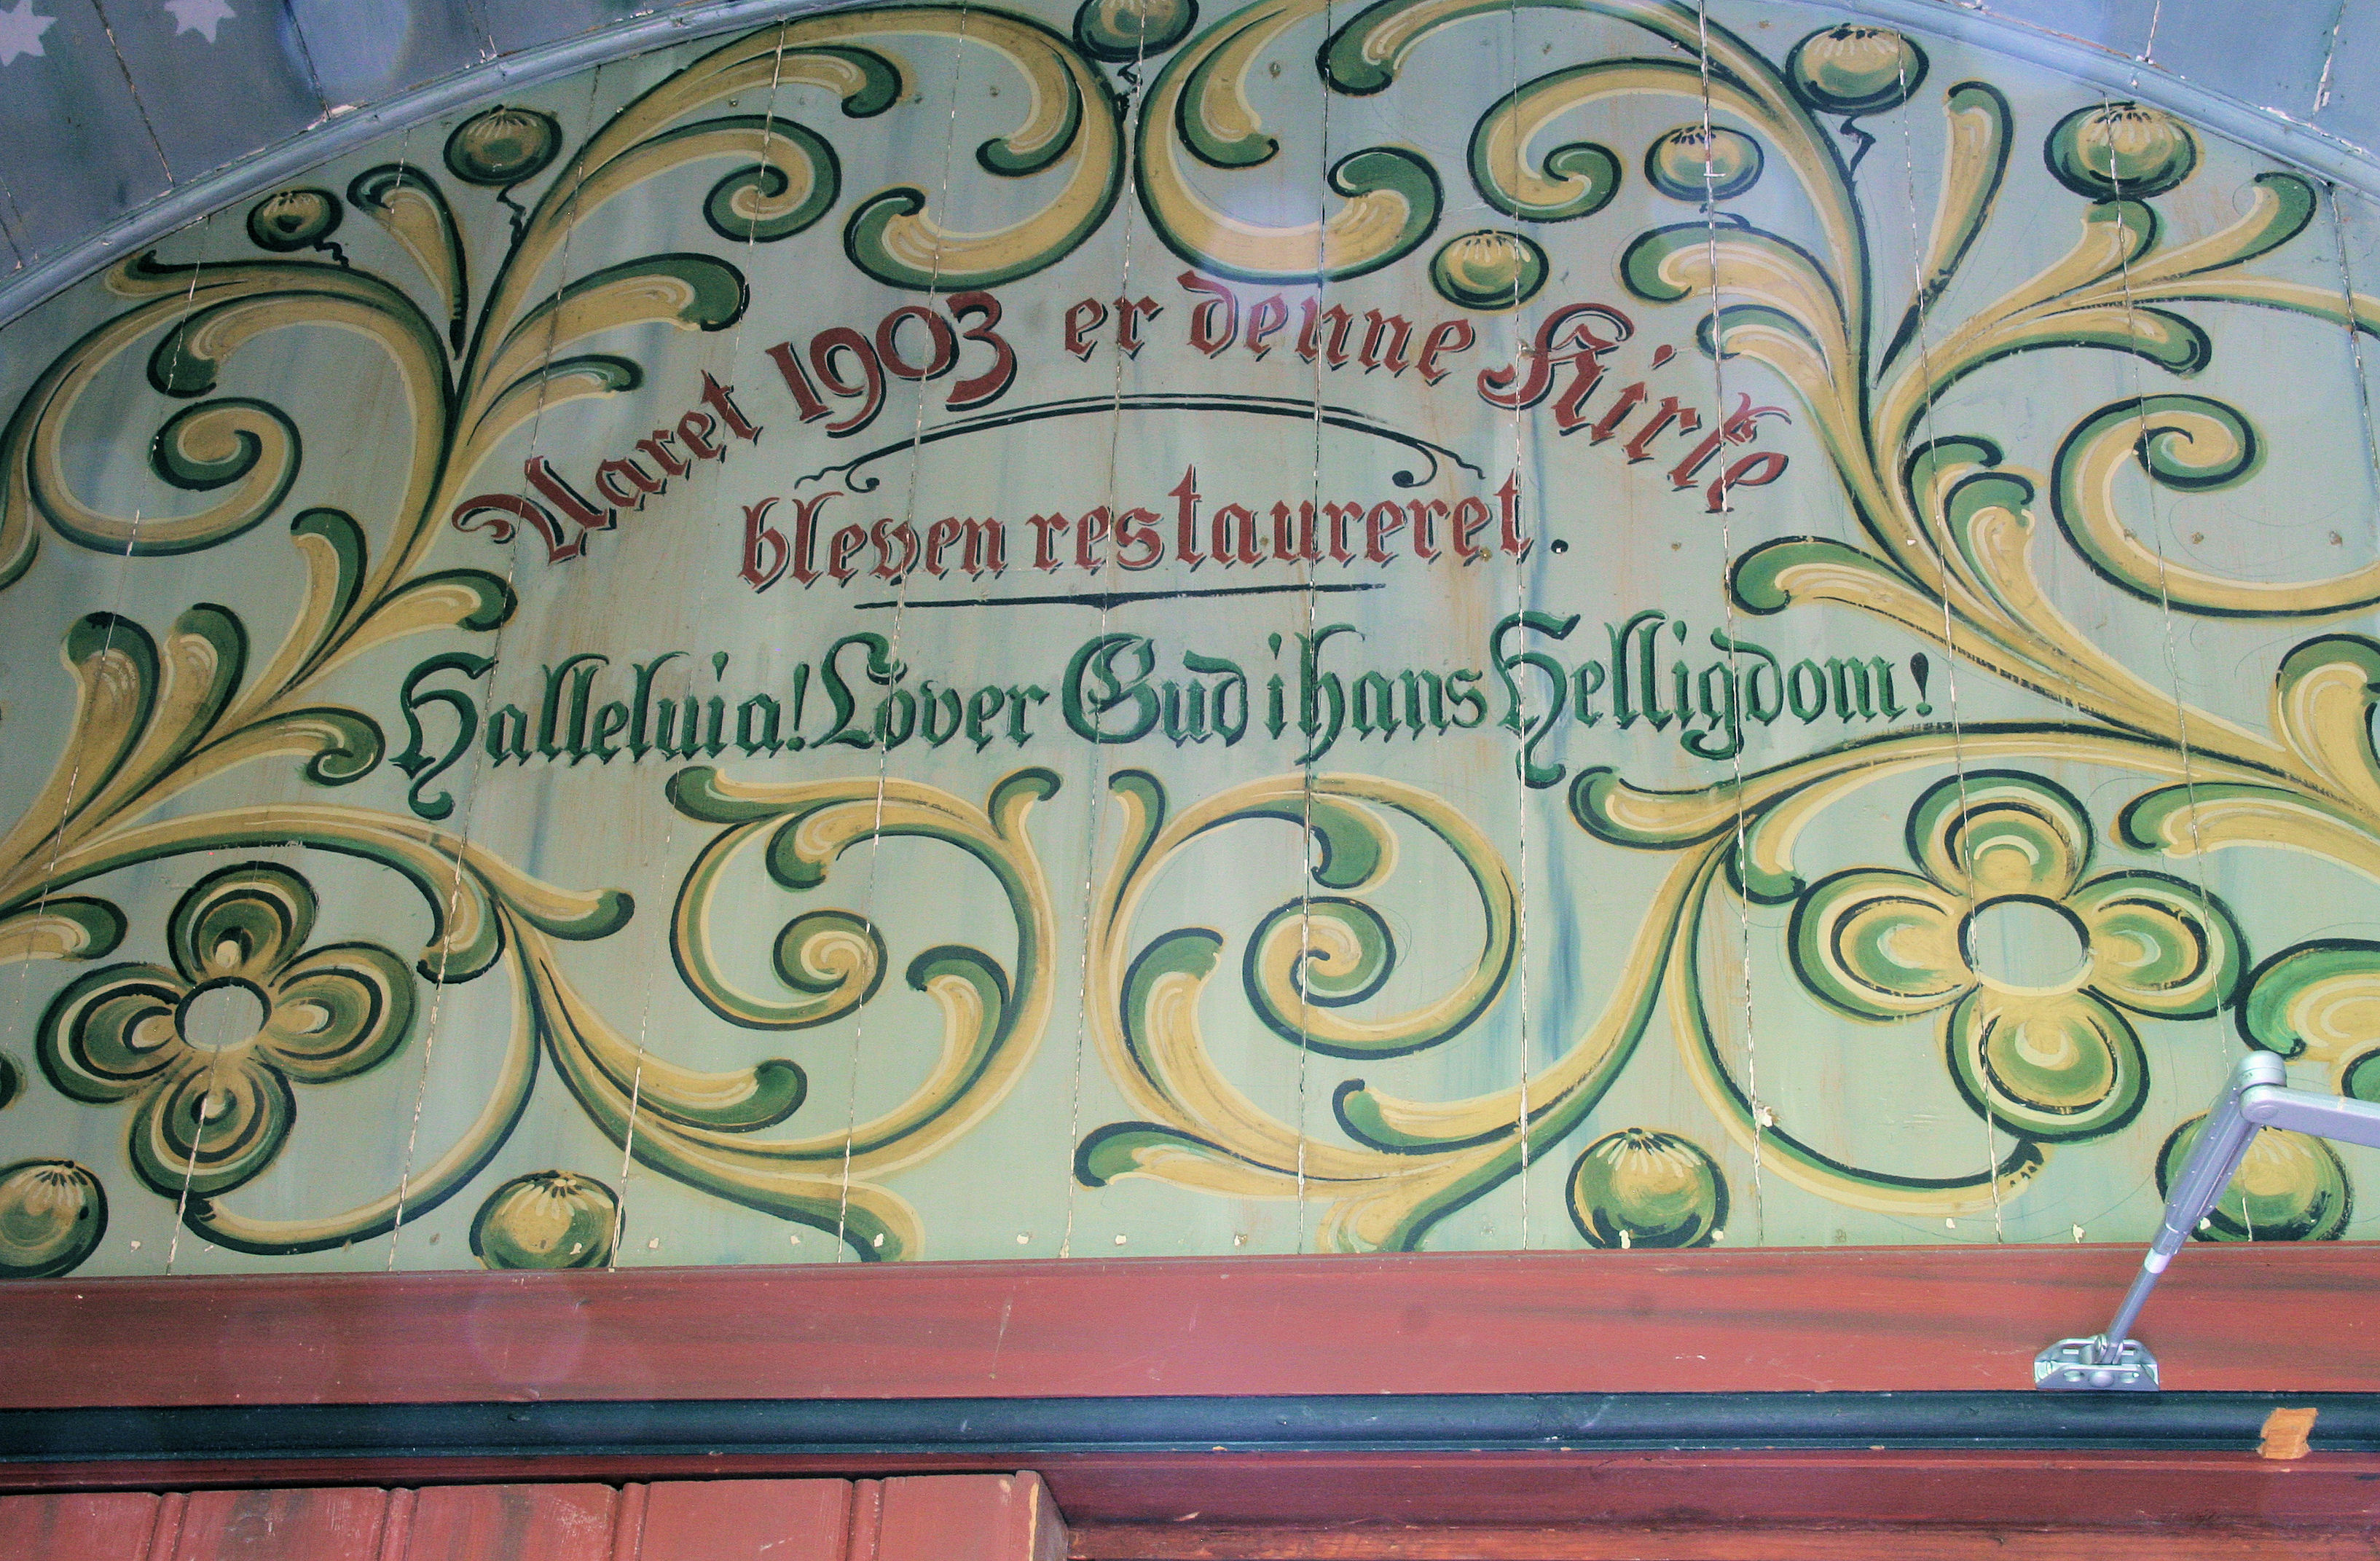 Aaret 1903 er denne Kirke
bleven restaureret.
Halleluia! Lover Gud i hans Helligdom!